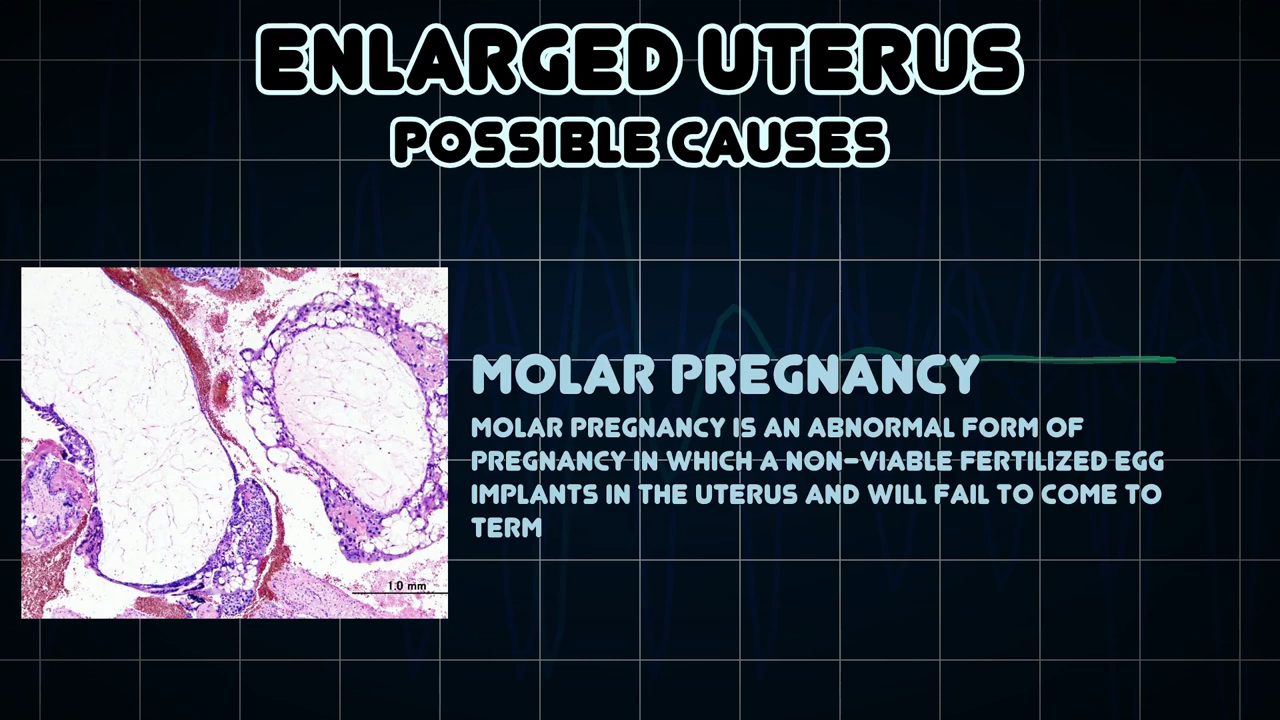 ENLARGED UTERUS
POSSIBLE CAUSES
MOLAR PREGNANCY
MOLAR PREGNANCY IS AN ABNORMAL FORM OF
PREGNANCY IN WHICH A NON-VIABLE FERTILIZED EGG
IMPLANTS IN THE UTERUS AND WILL FAIL TO COME TO
TERM
1.0 mm